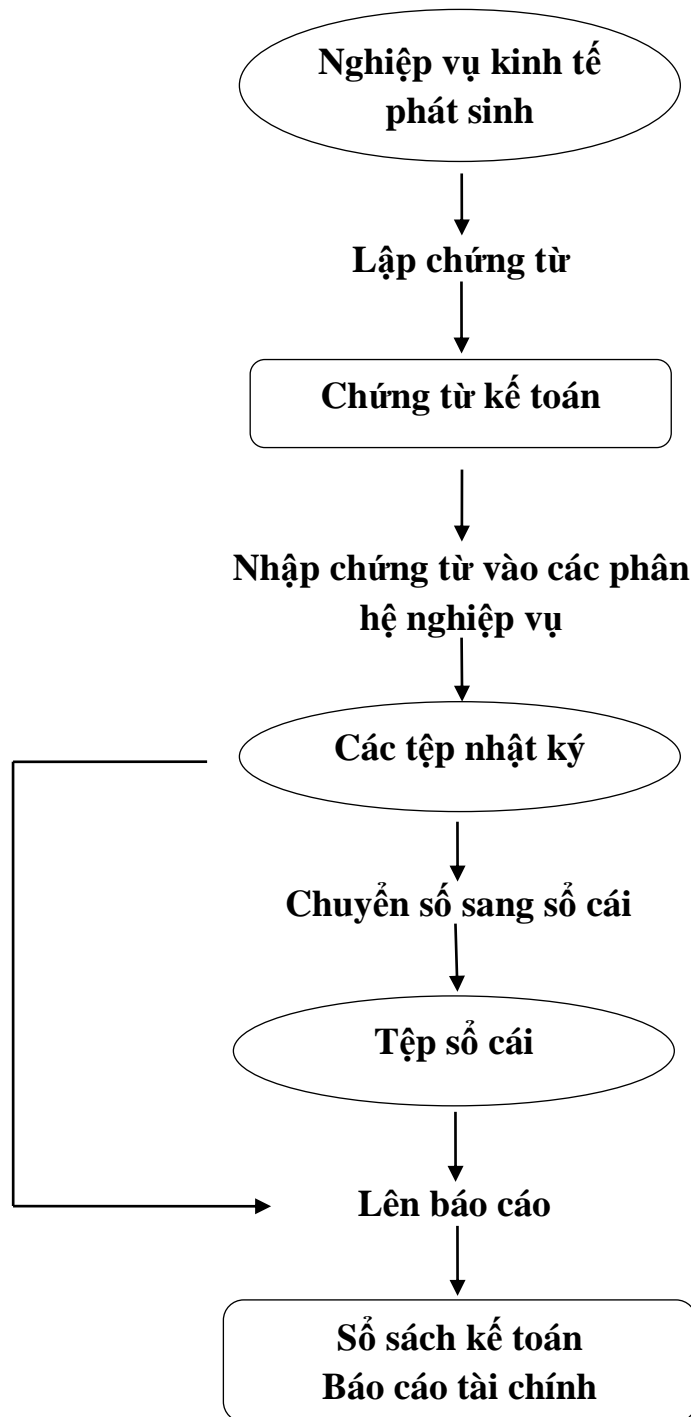 Nghiệp vụ kinh tế
phát sinh
Lập chứng từ
Chứng từ kế toán
Nhập chứng từ vào các phân
hệ nghiệp vụ
Các tệp nhật ký
Chuyển số sang sổ cái
Tệp sổ cái
Lên báo cáo
Sổ sách kế toán
Báo cáo tài chính